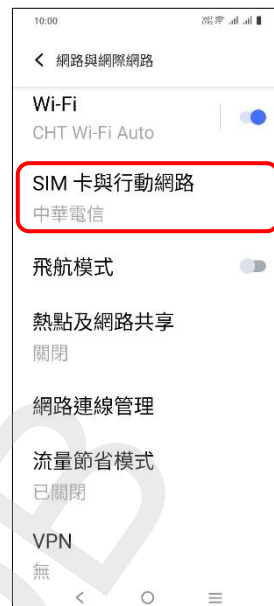 10:00
網路與網際網路
Wi-Fi
CHT Wi-Fi Auto
SIM 卡與行動網路
中華電信
飛航模式
熱點及網路共享
關閉
網路連線管理
流量節省模式
已關閉
VPN
無